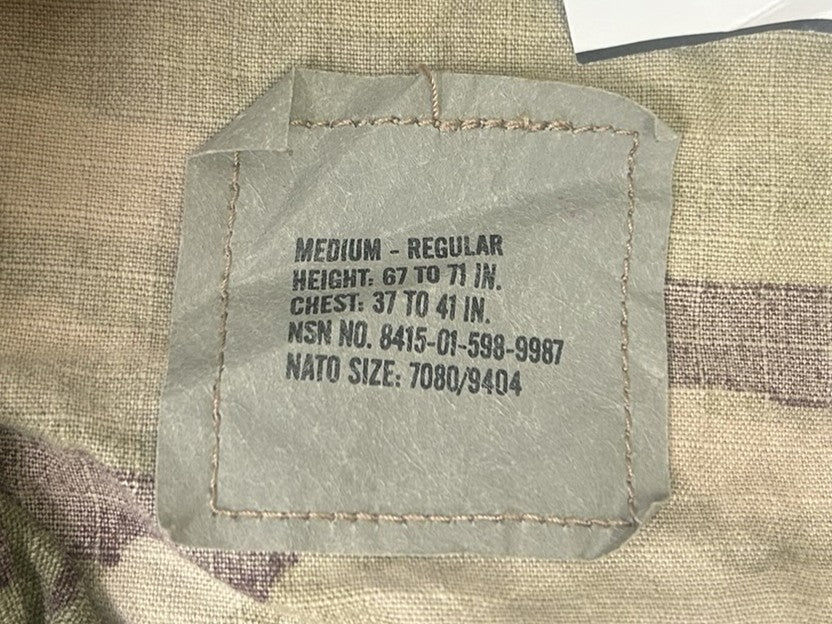 MEDIUM - REGULAR
HEIGHT: 67 TO 71 IN.
CHEST: 37 TO 41 IN.
NSN NO. 8415-01-598-9987
NATO SIZE: 7080/9404